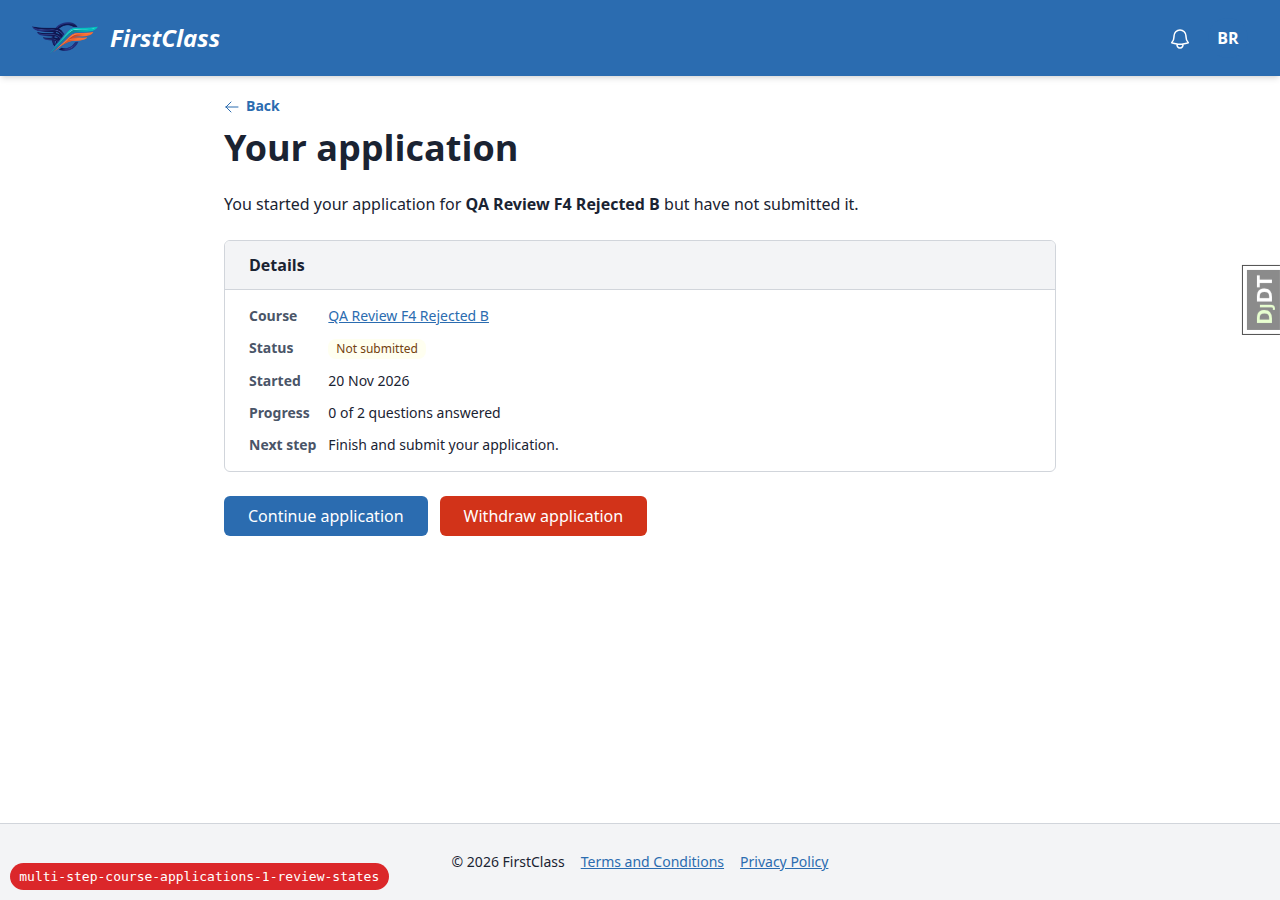 FirstClass
BR
Back
Your application
You started your application for QA Review F4 Rejected B but have not submitted it.
Details
Course QA Review F4 Rejected B
Status Not submitted
Started 20 Nov 2026
Progress 0 of 2 questions answered
Next step Finish and submit your application.
Continue application Withdraw application
DJDT
© 2026 FirstClass Terms and Conditions Privacy Policy
multi-step-course-applications-1-review-states